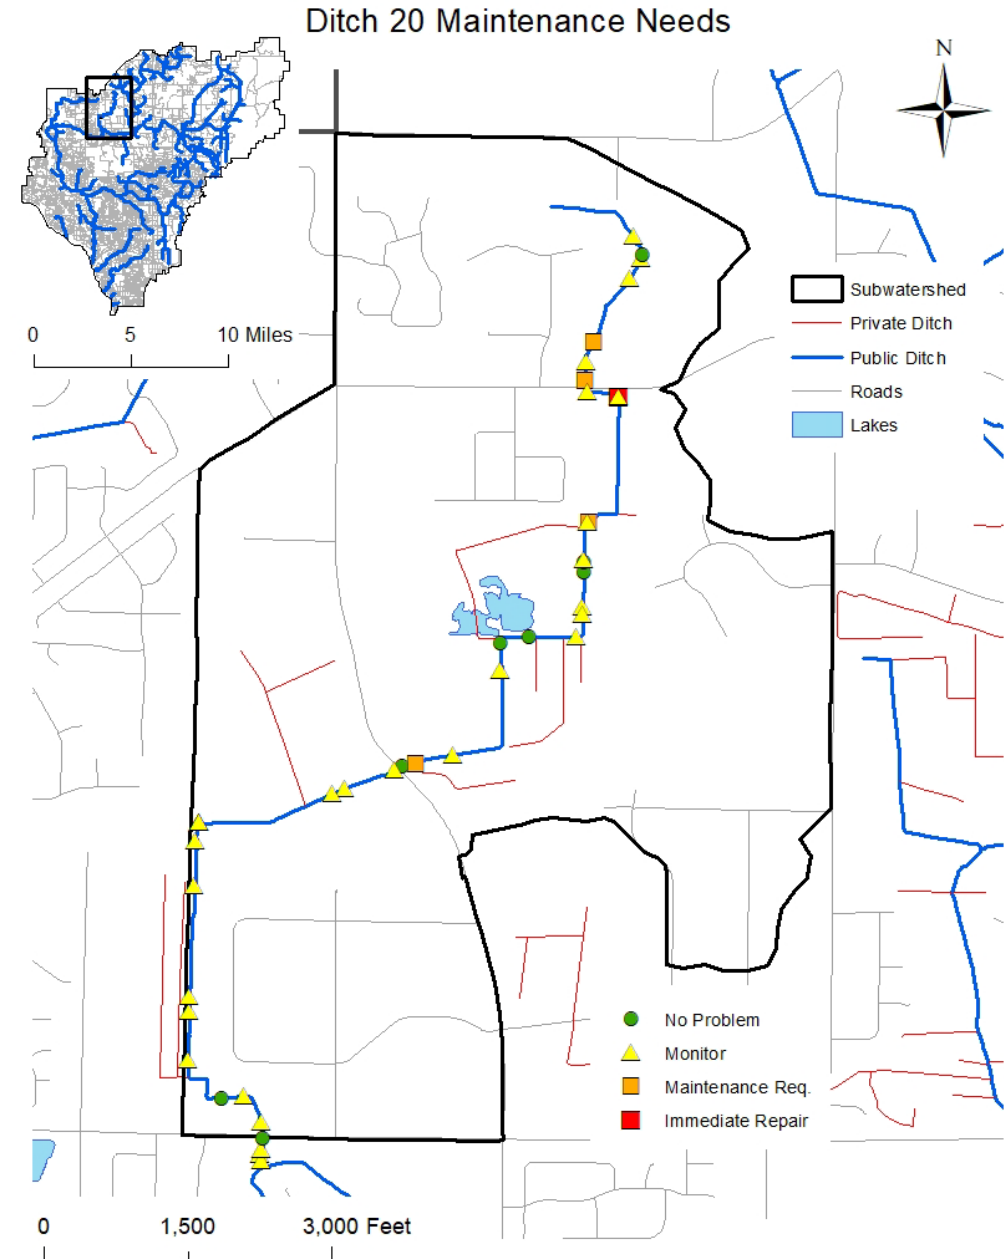 Ditch 20 Maintenance Needs
N
0 5 10 Miles
Subwatershed
Private Ditch
Public Ditch
Roads
Lakes
No Problem
Monitor
Maintenance Req.
Immediate Repair
0 1,500 3,000 Feet